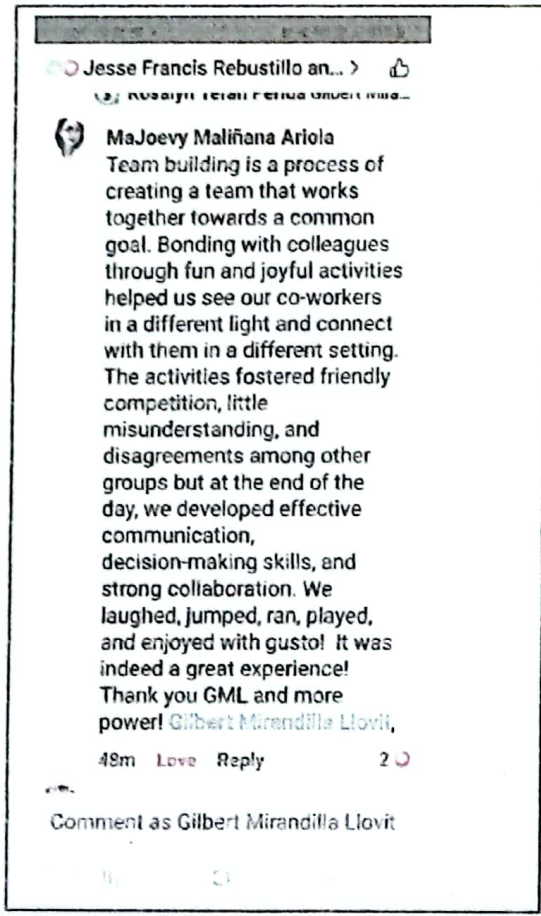 Jesse Francis Rebustillo an... >
MaJoevy Maliñana Ariola
Team building is a process of
creating a team that works
together towards a common
goal. Bonding with colleagues
through fun and joyful activities
helped us see our co-workers
in a different light and connect
with them in a different setting.
The activities fostered friendly
competition, little
misunderstanding, and
disagreements among other
groups but at the end of the
day, we developed effective
communication,
decision-making skills, and
strong collaboration. We
laughed, jumped, ran, played,
and enjoyed with gusto! It was
indeed a great experience!
Thank you GML and more
power! Gilbert Mirandilla Llovit,
48m Love Reply 2
Comment as Gilbert Mirandilla Llovit